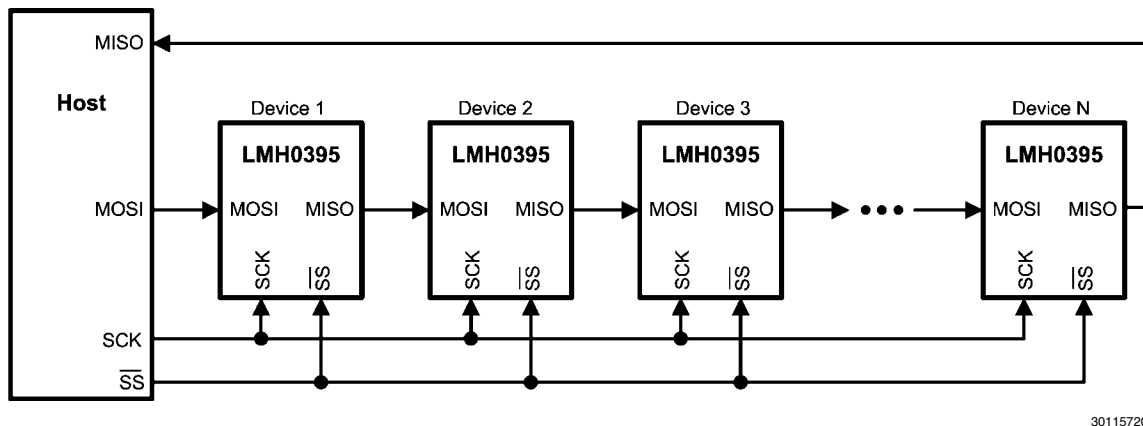 MISO
Host
Device 1
Device 2
Device 3
Device N
LMH0395
LMH0395
LMH0395
LMH0395
MOSI
MOSI MISO
MOSI MISO
MOSI MISO
MOSI MISO
SCK SS
SCK SS
SCK SS
SCK SS
SCK
SS